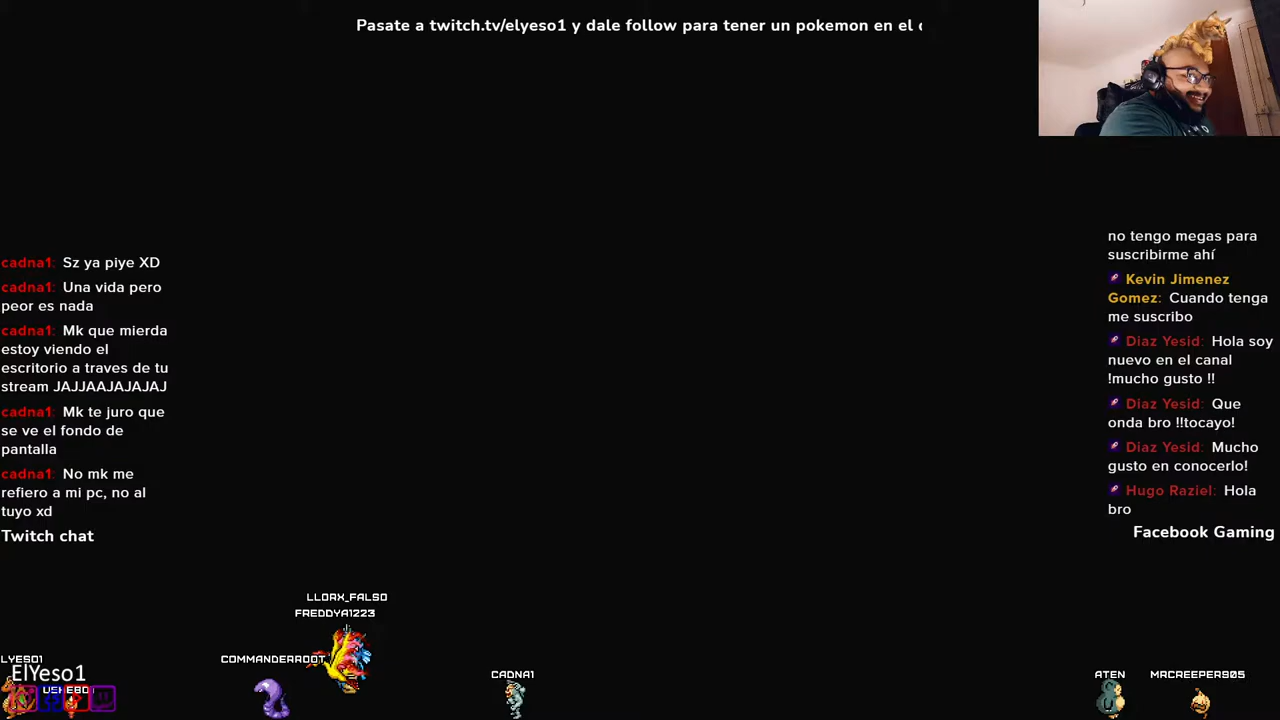 Pasate a twitch.tv/elyeso1 y dale follow para tener un pokemon en el
no tengo megas para
suscribirme ahí
Kevin Jimenez
Gomez: Cuando tenga
me suscribo
Diaz Yesid: Hola soy
nuevo en el canal
!mucho gusto !!
Diaz Yesid: Que
onda bro !!tocayo!
Diaz Yesid: Mucho
gusto en conocerlo!
Hugo Raziel: Hola
bro
Facebook Gaming
cadna1: Sz ya piye XD
cadna1: Una vida pero
peor es nada
cadna1: Mk que mierda
estoy viendo el
escritorio a traves de tu
stream JAJJAAJAJAJAJ
cadna1: Mk te juro que
se ve el fondo de
pantalla
cadna1: No mk me
refiero a mi pc, no al
tuyo xd
Twitch chat
LLORX_FALSO
FREDDYA1223
LYESO1
ElYeso1
COMMANDERROOT
CADNA1
ATEN
MRCREEPER905